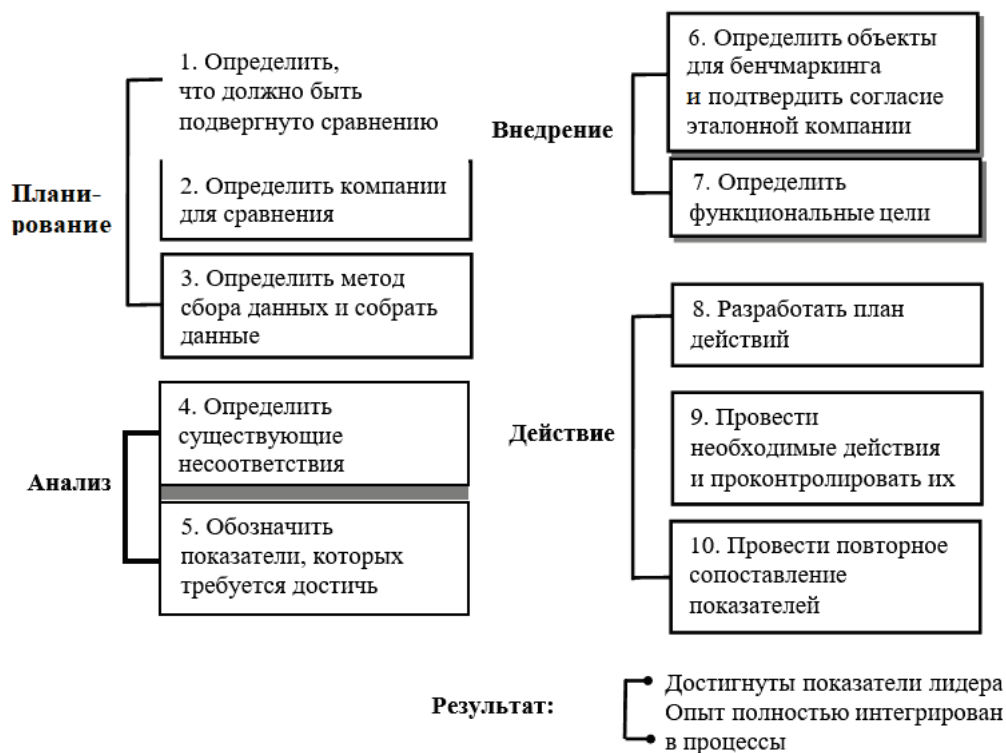 Плани-
рование
1. Определить,
что должно быть
подвергнуто сравнению
2. Определить компании
для сравнения
3. Определить метод
сбора данных и собрать
данные
Анализ
4. Определить
существующие
несоответствия
5. Обозначить
показатели, которых
требуется достичь
Внедрение
6. Определить объекты
для бенчмаркинга
и подтвердить согласие
эталонной компании
7. Определить
функциональные цели
Действие
8. Разработать план
действий
9. Провести
необходимые действия
и проконтролировать их
10. Провести повторное
сопоставление
показателей
Результат:
Достигнуты показатели лидера
Опыт полностью интегрирован
в процессы